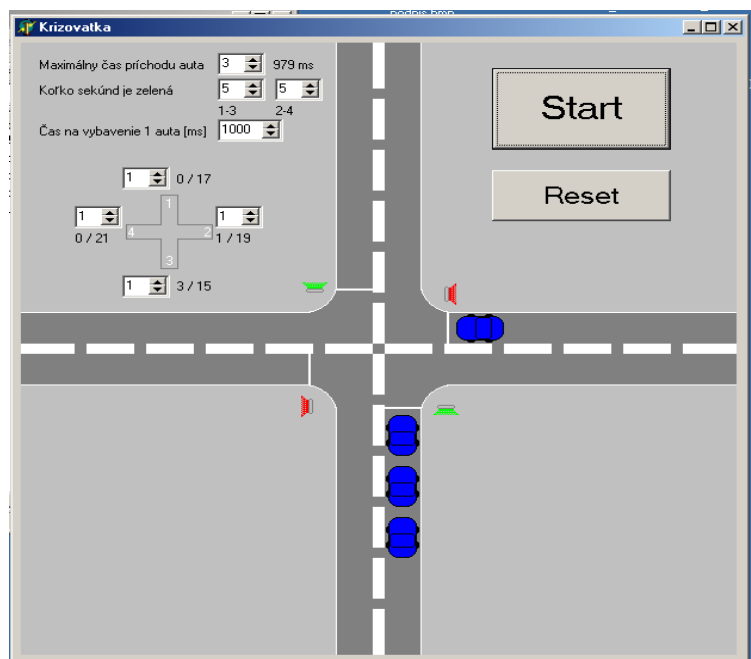 podpis.bmp
Krizovatka
Maximálny čas príchodu auta 3 979 ms
Koľko sekúnd je zelená 5 5
1-3 2-4
Čas na vybavenie 1 auta [ms] 1000
1 0 / 17
1 1 1
0 / 21 4 2 1 / 19
3
1 3 / 15
Start
Reset